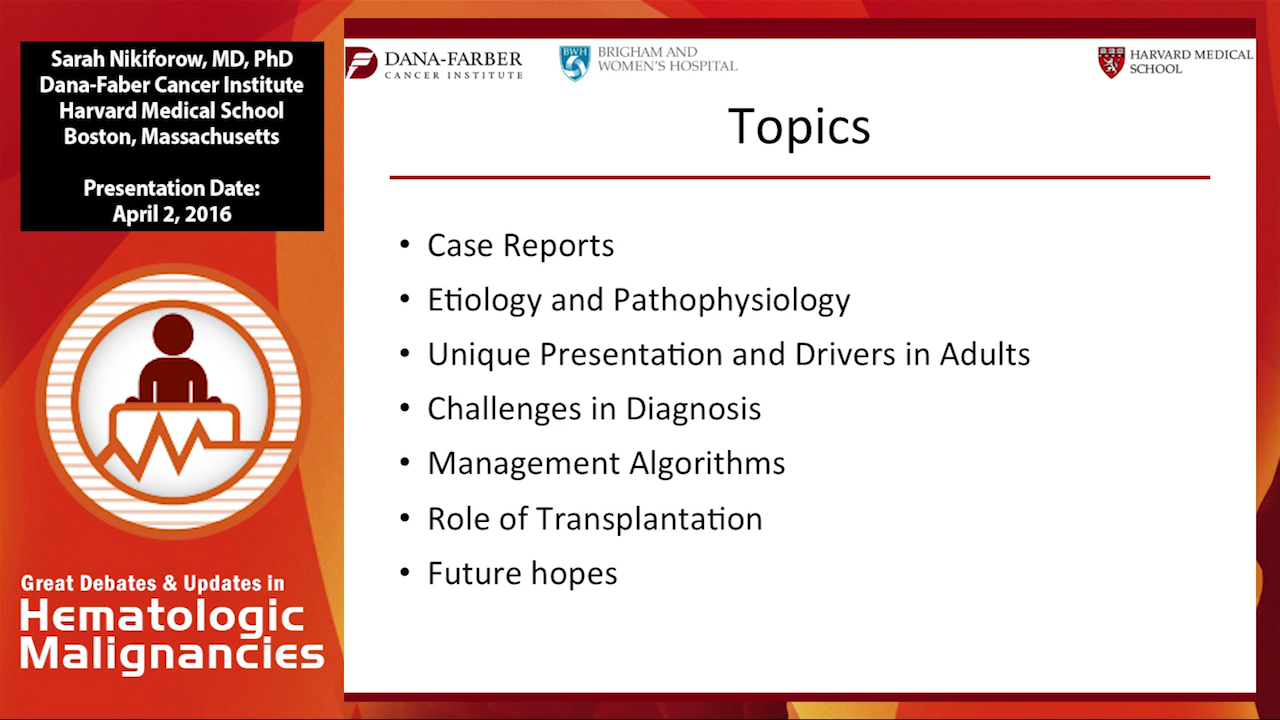 Sarah Nikiforow, MD, PhD
Dana-Faber Cancer Institute
Harvard Medical School
Boston, Massachusetts
Presentation Date:
April 2, 2016
Great Debates & Updates in
Hematologic
Malignancies
DANA-FARBER
CANCER INSTITUTE
BWH
BRIGHAM AND
WOMEN'S HOSPITAL
HARVARD MEDICAL
SCHOOL
Topics
• Case Reports
• Etiology and Pathophysiology
• Unique Presentation and Drivers in Adults
• Challenges in Diagnosis
• Management Algorithms
• Role of Transplantation
• Future hopes